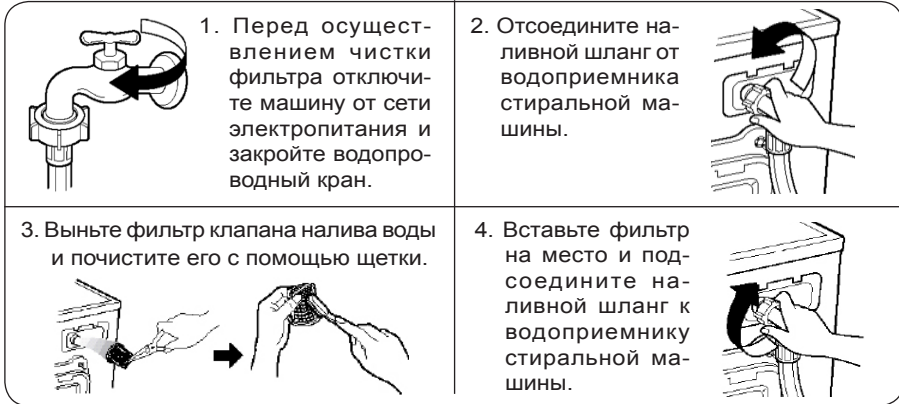 1. Перед осущест-
влением чистки
фильтра отключи-
те машину от сети
электропитания и
закройте водопро-
водный кран.
2. Отсоедините на-
ливной шланг от
водоприемника
стиральной ма-
шины.
3. Выньте фильтр клапана налива воды
и почистите его с помощью щетки.
4. Вставьте фильтр
на место и под-
соедините на-
ливной шланг к
водоприемнику
стиральной ма-
шины.